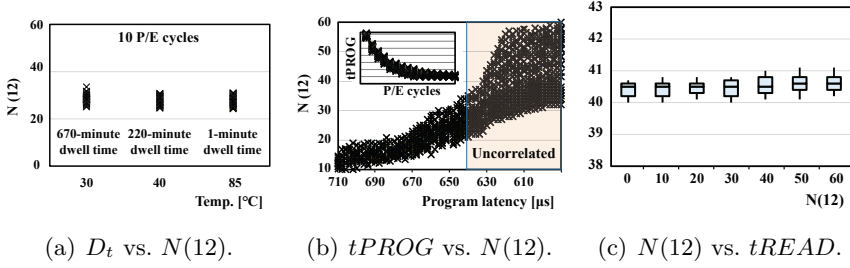 60
40
20
0
N (12)
10 P/E cycles
670-minute 220-minute 1-minute
dwell time dwell time dwell time
30 40 85
Temp. [°C]
(a) Dt vs. N(12).
60
50
40
30
20
10
N (12)
tPROG
P/E cycles
Uncorrelated
710 690 670 650 630 610
Program latency [µs]
(b) tPROG vs. N(12).
43
42
41
40
39
38
0 10 20 30 40 50 60
N(12)
(c) N(12) vs. tREAD.